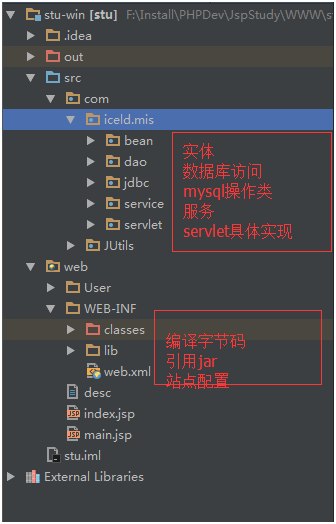 stu-win [stu] F:\Install\PHPDev\JspStudy\WWW\s
.idea
out
src
com
iceld.mis
bean
dao
jdbc
service
servlet
JUtils
web
User
WEB-INF
classes
lib
web.xml
desc
index.jsp
main.jsp
stu.iml
External Libraries
实体
数据库访问
mysql操作类
服务
servlet具体实现
编译字节码
引用jar
站点配置